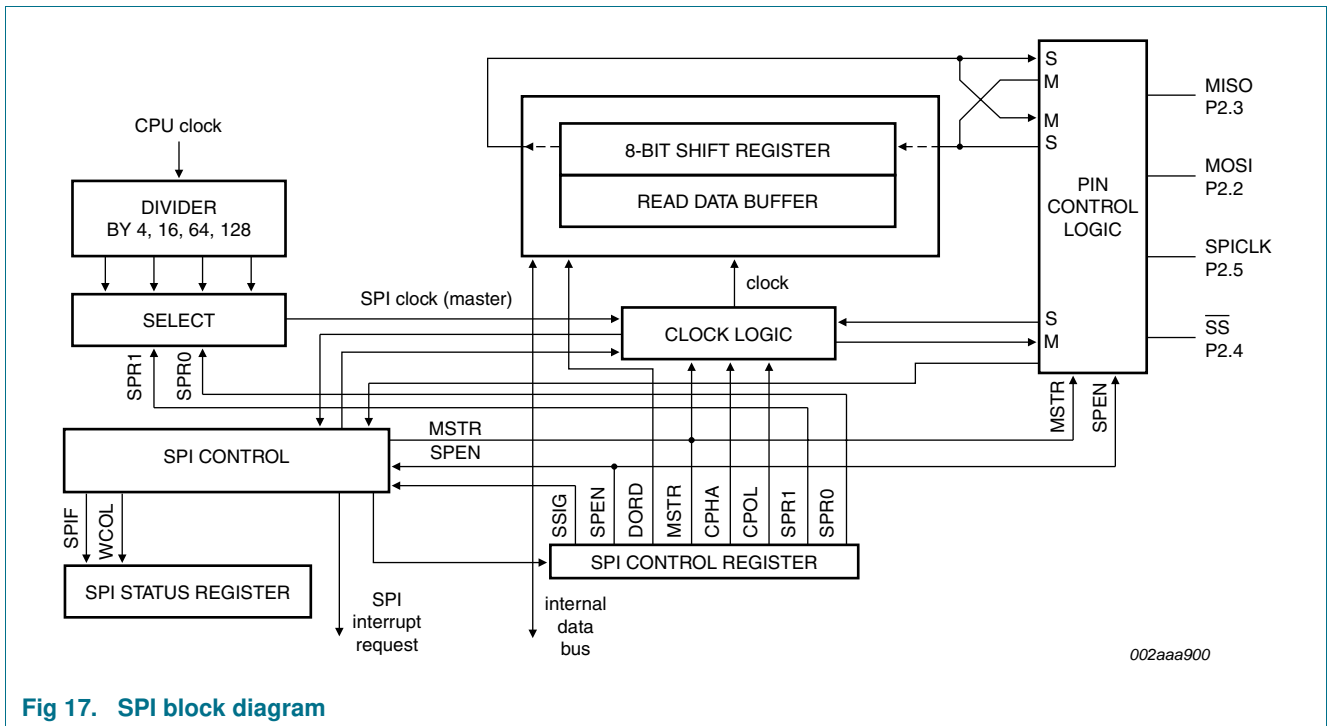 CPU clock
DIVIDER
BY 4, 16, 64, 128
SELECT
SPR1
SPR0
SPI clock (master)
8-BIT SHIFT REGISTER
READ DATA BUFFER
clock
CLOCK LOGIC
S
M
M
S
PIN
CONTROL
LOGIC
S
M
MISO
P2.3
MOSI
P2.2
SPICLK
P2.5
SS
P2.4
MSTR
SPEN
SPI CONTROL
MSTR
SPEN
SPIF
WCOL
SPI STATUS REGISTER
SSIG
SPEN
DORD
MSTR
CPHA
CPOL
SPR1
SPR0
SPI CONTROL REGISTER
SPI
interrupt
request
internal
data
bus
002aaa900
Fig 17. SPI block diagram